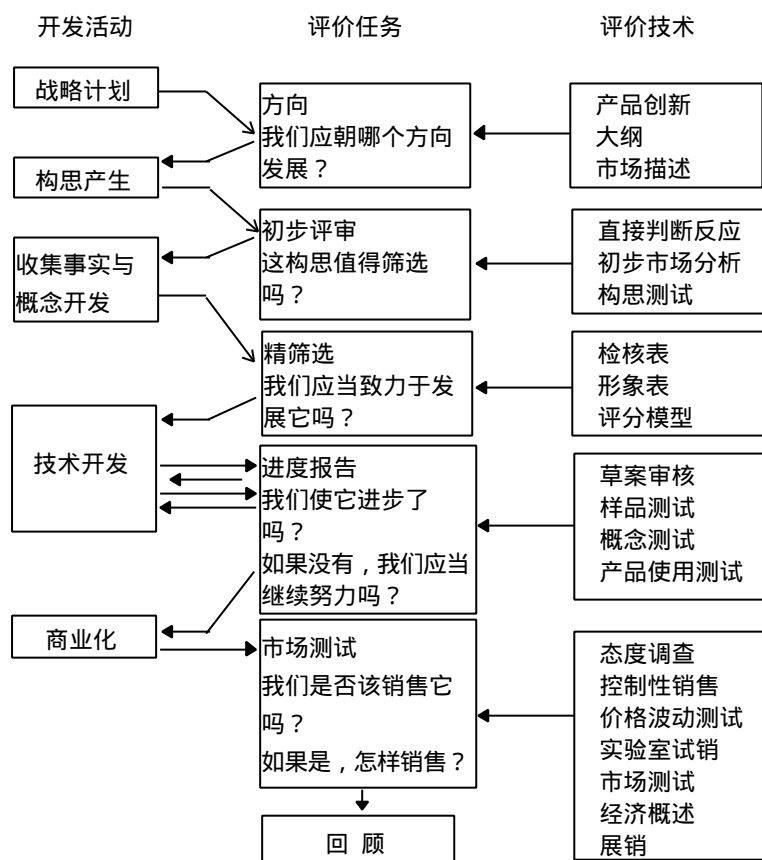 开发活动 评价任务 评价技术
战略计划
方向
我们应朝哪个方向
发展？
产品创新
大纲
市场描述
构思产生
初步评审
这构思值得筛选
吗？
直接判断反应
初步市场分析
构思测试
收集事实与
概念开发
精筛选
我们应当致力于发
展它吗？
检核表
形象表
评分模型
技术开发
进度报告
我们使它进步了
吗？
如果没有，我们应当
继续努力吗？
草案审核
样品测试
概念测试
产品使用测试
商业化
市场测试
我们是否该销售它
吗？
如果是，怎样销售？
态度调查
控制性销售
价格波动测试
实验室试销
市场测试
经济概述
展销
回 顾